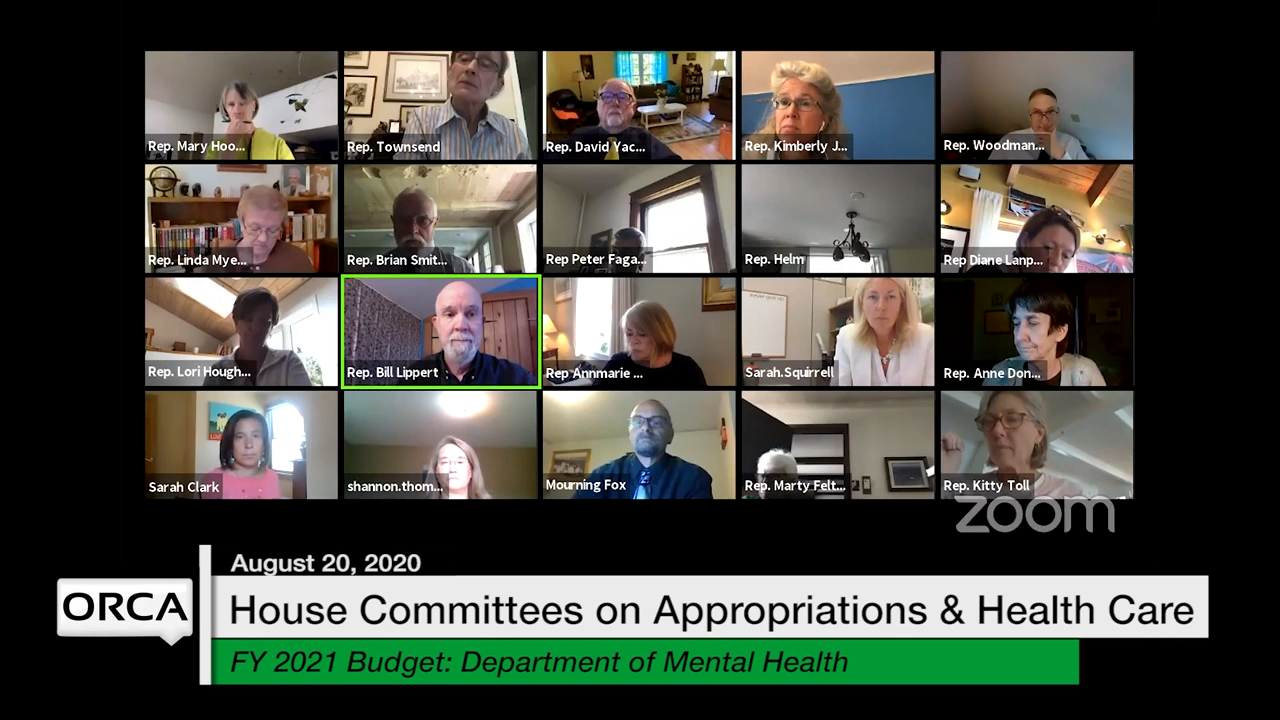 Rep. Mary Hoo...
Rep. Townsend
Rep. David Yac...
Rep. Kimberly J...
Rep. Woodman...
Rep. Linda Mye...
Rep. Brian Smit...
Rep Peter Faga...
Rep. Helm
Rep Diane Lanp...
Rep. Lori Hough...
Rep. Bill Lippert
Rep Annmarie ...
Sarah.Squirrell
Rep. Anne Don...
Sarah Clark
shannon.thom...
Mourning Fox
Rep. Marty Felt...
Rep. Kitty Toll
zoom
August 20, 2020
ORCA
House Committees on Appropriations & Health Care
FY 2021 Budget: Department of Mental Health